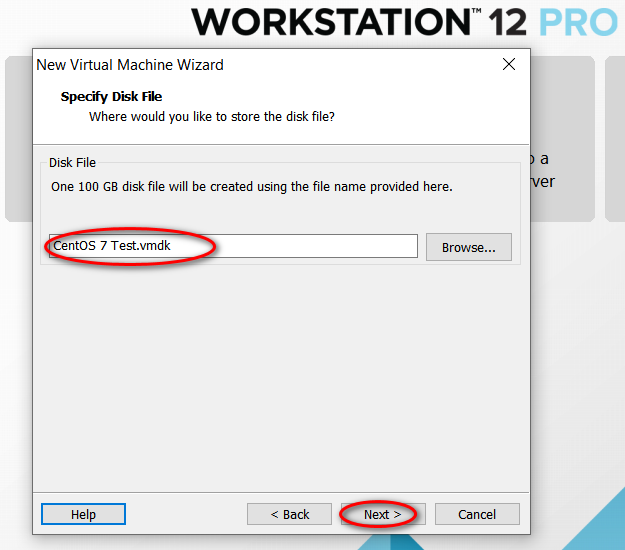 WORKSTATION™ 12 PRO
New Virtual Machine Wizard
Specify Disk File
Where would you like to store the disk file?
Disk File
One 100 GB disk file will be created using the file name provided here.
CentOS 7 Test.vmdk
Browse...
a
ver
Help
< Back
Next >
Cancel